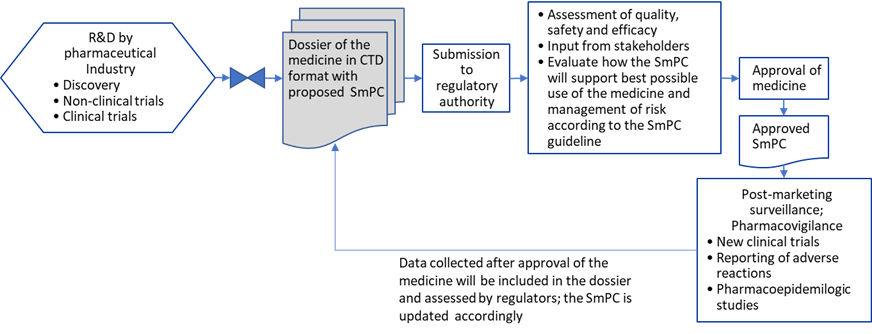 R&D by
pharmaceutical
Industry
• Discovery
• Non-clinical trials
• Clinical trials
Dossier of the
medicine in CTD
format with
proposed SmPC
Submission
to
regulatory
authority
• Assessment of quality,
safety and efficacy
• Input from stakeholders
• Evaluate how the SmPC
will support best possible
use of the medicine and
management of risk
according to the SmPC
guideline
Approval of
medicine
Approved
SmPC
Post-marketing
surveillance;
Pharmacovigilance
• New clinical trials
• Reporting of adverse
reactions
• Pharmacoepidemilogic
studies
Data collected after approval of the
medicine will be included in the dossier
and assessed by regulators; the SmPC is
updated accordingly